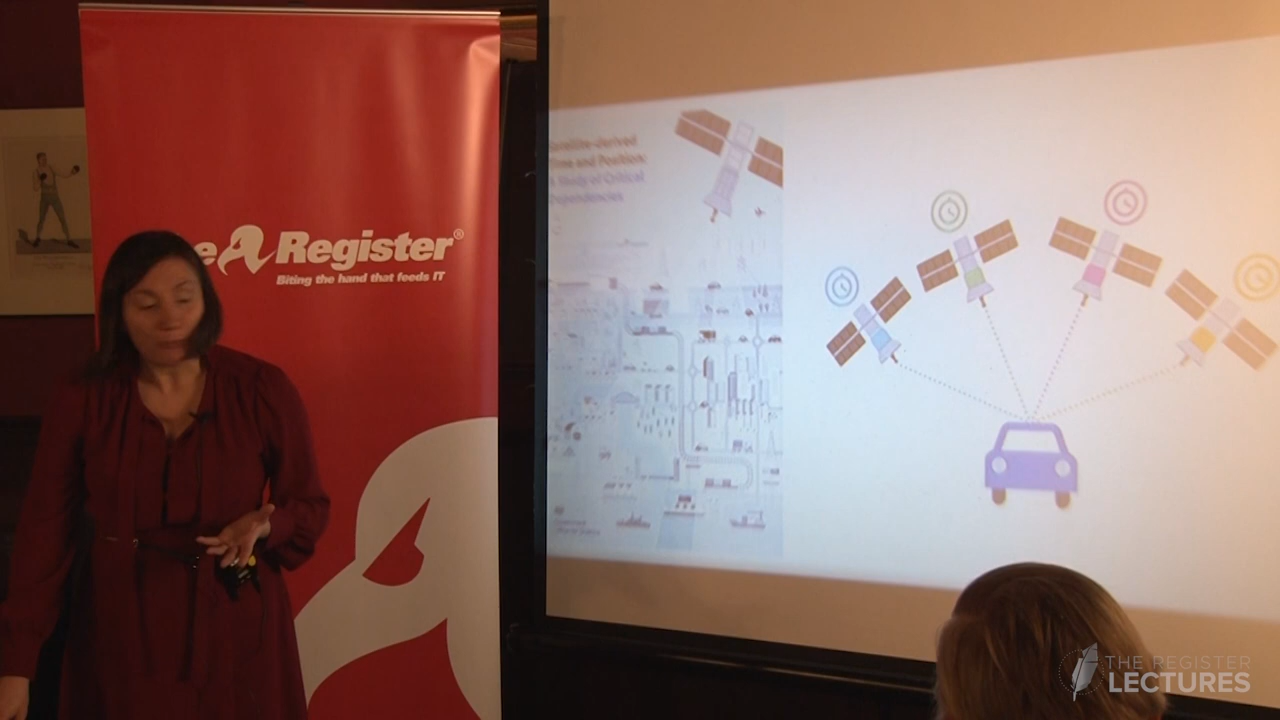 e Register®
Biting the hand that feeds IT
Satellite-derived
Time and Position:
A Study of Critical
Dependencies
THE REGISTER
LECTURES